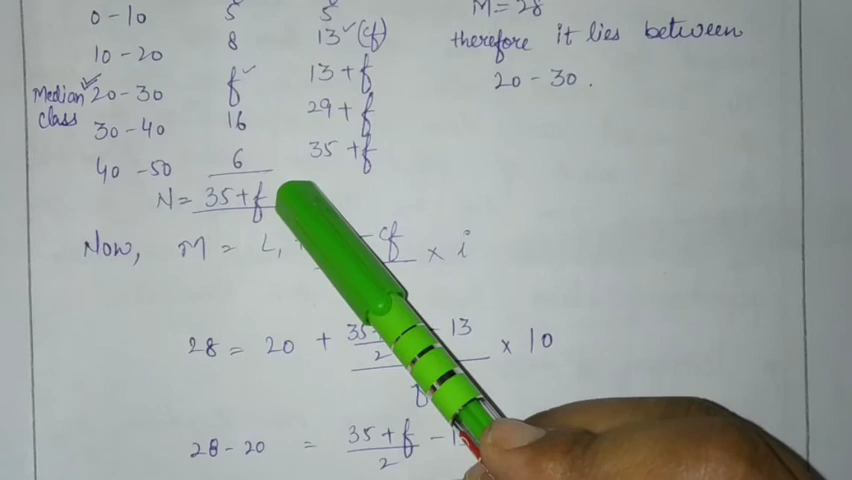 M = 28
0 - 10 5 5
10 - 20 8 13 ✓ (cf)
therefore it lies between
20 - 30 .
Median ✓ 20 - 30 f ✓ 13 + f
class
30 - 40 16 29 + f
40 - 50 6 35 + f
N = 35 + f
Now, M = L₁ + cf × i
28 = 20 + 35 - 13 × 10
2
f
28 - 20 = 35 + f - 13
2